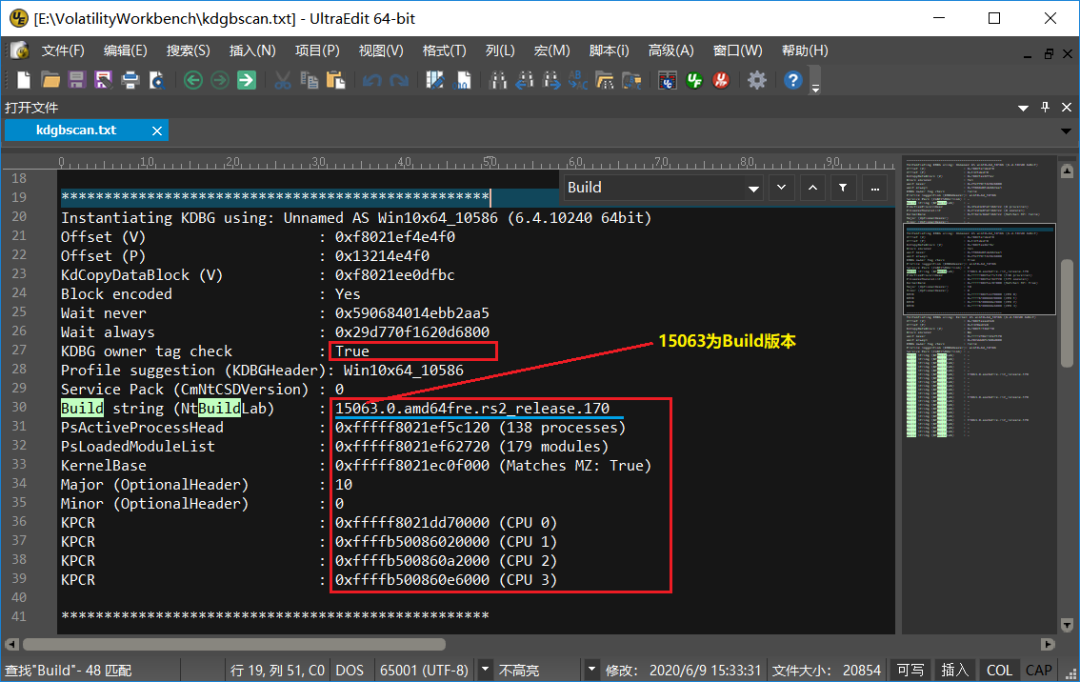 [E:\VolatilityWorkbench\kdgbscan.txt] - UltraEdit 64-bit
文件(F) 编辑(E) 搜索(S) 插入(N) 项目(P) 视图(V) 格式(T) 列(L) 宏(M) 脚本(i) 高级(A) 窗口(W) 帮助(H)
打开文件
kdgbscan.txt
0 10 20 30 40 50 60 70 80 90
Build
18
19 **************************************************
20 Instantiating KDBG using: Unnamed AS Win10x64_10586 (6.4.10240 64bit)
21 Offset (V) : 0xf8021ef4e4f0
22 Offset (P) : 0x13214e4f0
23 KdCopyDataBlock (V) : 0xf8021ee0dfbc
24 Block encoded : Yes
25 Wait never : 0x590684014ebb2aa5
26 Wait always : 0x29d770f1620d6800
27 KDBG owner tag check : True
15063为Build版本
28 Profile suggestion (KDBGHeader): Win10x64_10586
29 Service Pack (CmNtCSDVersion) : 0
30 Build string (NtBuildLab) : 15063.0.amd64fre.rs2_release.170
31 PsActiveProcessHead : 0xfffff8021ef5c120 (138 processes)
32 PsLoadedModuleList : 0xfffff8021ef62720 (179 modules)
33 KernelBase : 0xfffff8021ec0f000 (Matches MZ: True)
34 Major (OptionalHeader) : 10
35 Minor (OptionalHeader) : 0
36 KPCR : 0xfffff8021dd70000 (CPU 0)
37 KPCR : 0xffffb50086020000 (CPU 1)
38 KPCR : 0xffffb500860a2000 (CPU 2)
39 KPCR : 0xffffb500860e6000 (CPU 3)
40
41 **************************************************
查找"Build"- 48 匹配 行 19, 列 51, C0 DOS 65001 (UTF-8) 不高亮 修改: 2020/6/9 15:33:31 文件大小: 20854 可写 插入 COL CAP